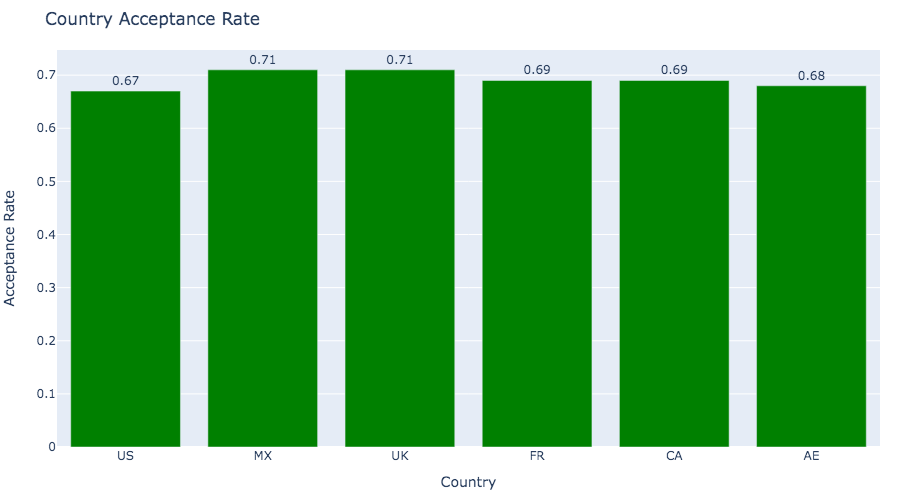 Country Acceptance Rate
0.67
0.71
0.71
0.69
0.69
0.68
0.7
0.6
0.5
0.4
0.3
0.2
0.1
0
Acceptance Rate
US
MX
UK
FR
CA
AE
Country